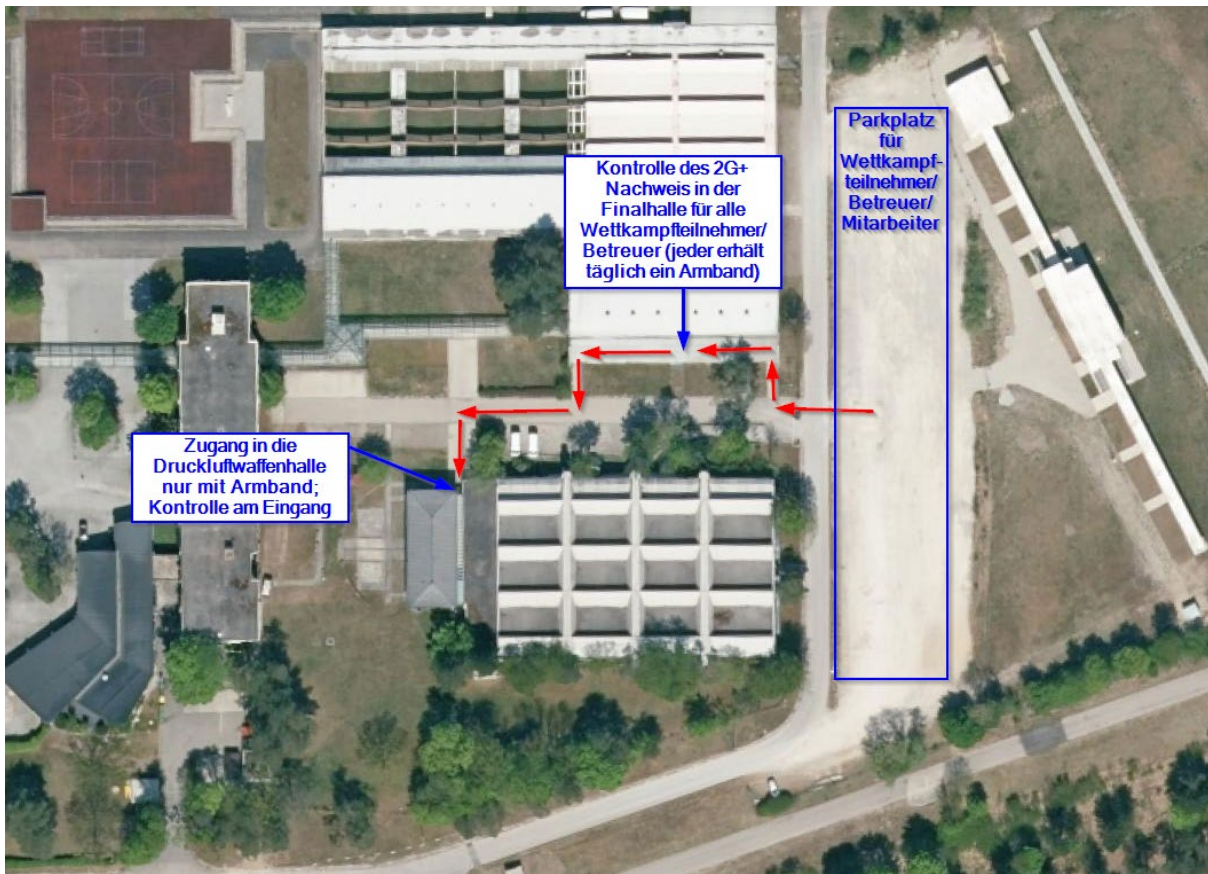 Parkplatz
für
Wettkampf-
teilnehmer/
Betreuer/
Mitarbeiter
Kontrolle des 2G+
Nachweis in der
Finalhalle für alle
Wettkampfteilnehmer/
Betreuer (jeder erhält
täglich ein Armband)
Zugang in die
Druckluftwaffenhalle
nur mit Armband;
Kontrolle am Eingang